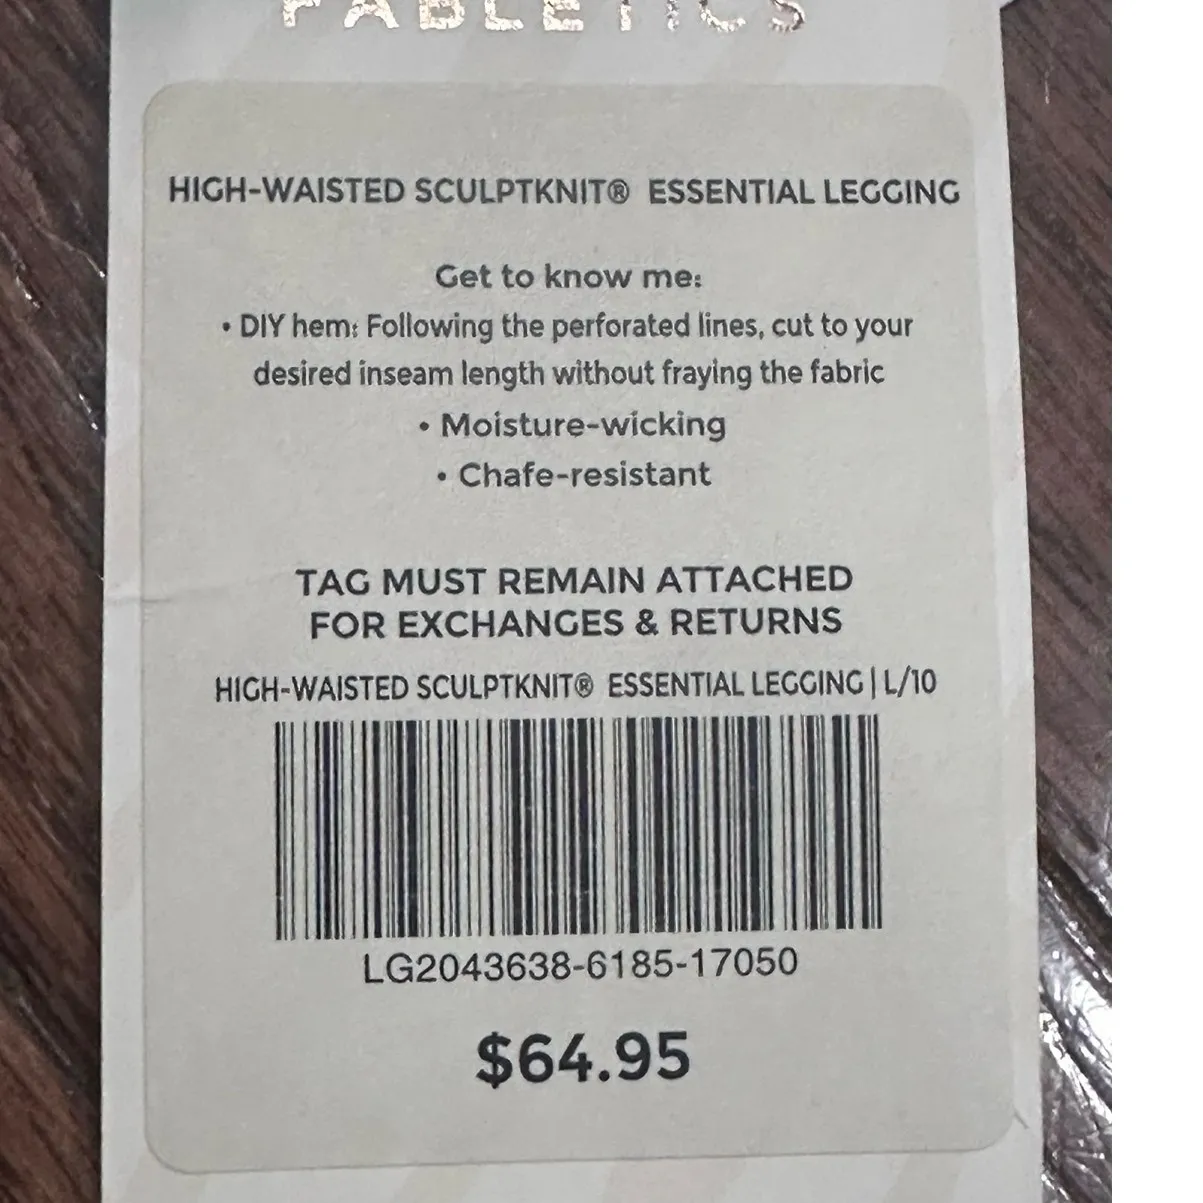 FABLETICS
HIGH-WAISTED SCULPTKNIT® ESSENTIAL LEGGING
Get to know me:
• DIY hem: Following the perforated lines, cut to your
desired inseam length without fraying the fabric
• Moisture-wicking
• Chafe-resistant
TAG MUST REMAIN ATTACHED
FOR EXCHANGES & RETURNS
HIGH-WAISTED SCULPTKNIT® ESSENTIAL LEGGING | L/10
LG2043638-6185-17050
$64.95